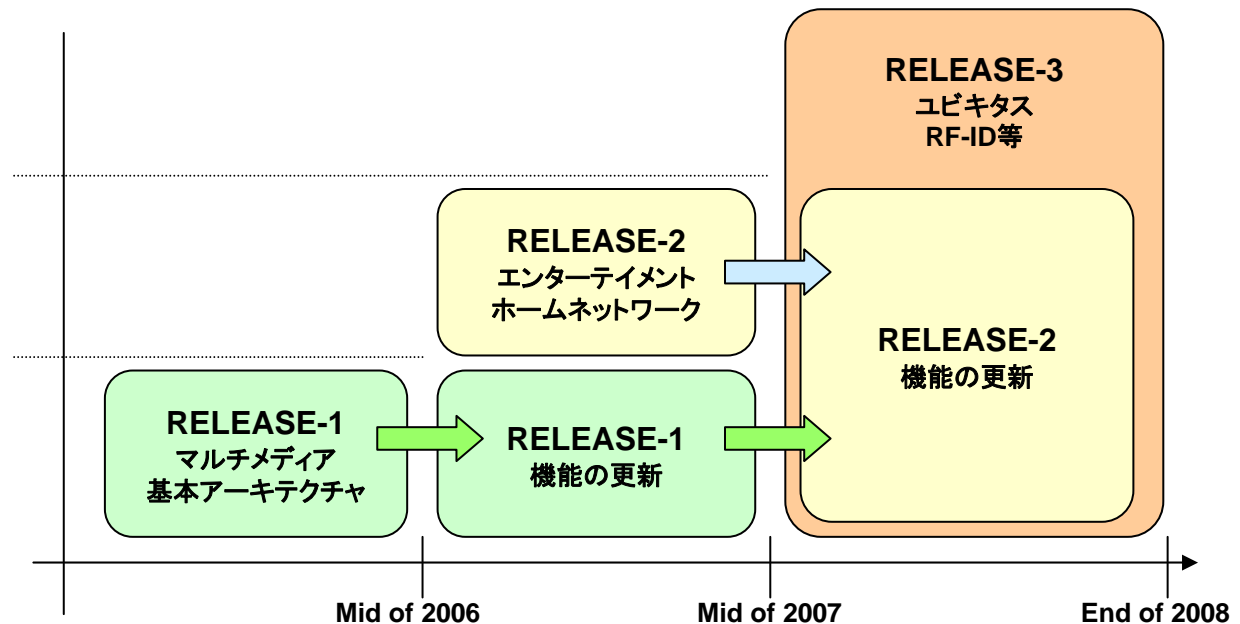 RELEASE-3
ユビキタス
RF-ID等
RELEASE-2
エンターテイメント
ホームネットワーク
RELEASE-2
機能の更新
RELEASE-1
マルチメディア
基本アーキテクチャ
RELEASE-1
機能の更新
Mid of 2006
Mid of 2007
End of 2008